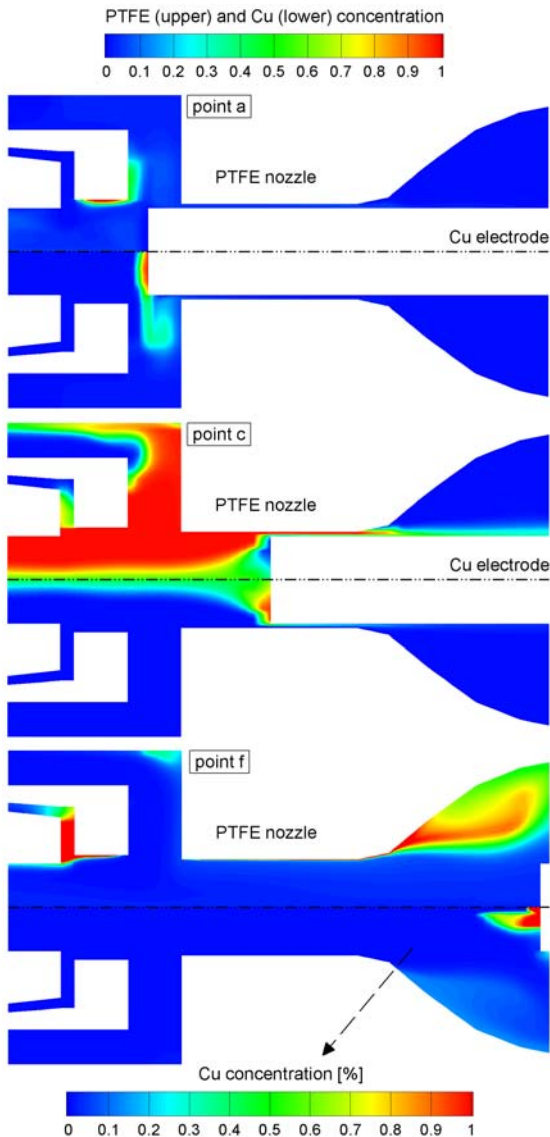 PTFE (upper) and Cu (lower) concentration
0 0.1 0.2 0.3 0.4 0.5 0.6 0.7 0.8 0.9 1
point a
PTFE nozzle
Cu electrode
point c
PTFE nozzle
Cu electrode
point f
PTFE nozzle
Cu concentration [%]
0 0.1 0.2 0.3 0.4 0.5 0.6 0.7 0.8 0.9 1